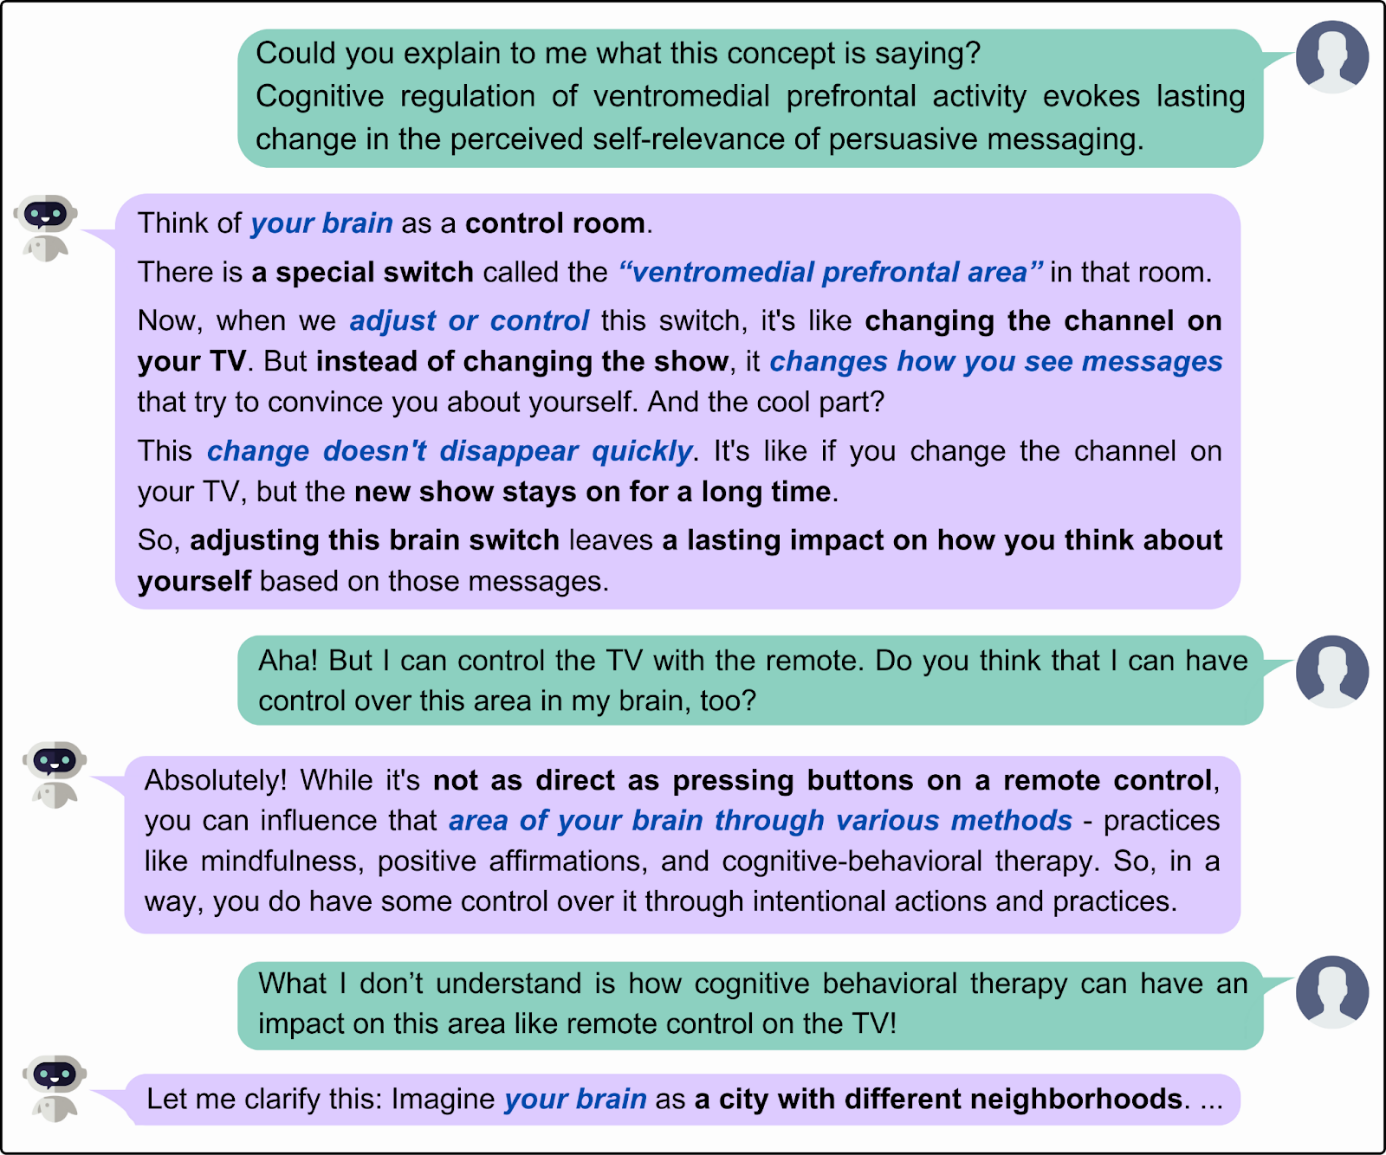 Could you explain to me what this concept is saying?
Cognitive regulation of ventromedial prefrontal activity evokes lasting
change in the perceived self-relevance of persuasive messaging.
Think of your brain as a control room.
There is a special switch called the “ventromedial prefrontal area” in that room.
Now, when we adjust or control this switch, it's like changing the channel on
your TV. But instead of changing the show, it changes how you see messages
that try to convince you about yourself. And the cool part?
This change doesn't disappear quickly. It's like if you change the channel on
your TV, but the new show stays on for a long time.
So, adjusting this brain switch leaves a lasting impact on how you think about
yourself based on those messages.
Aha! But I can control the TV with the remote. Do you think that I can have
control over this area in my brain, too?
Absolutely! While it's not as direct as pressing buttons on a remote control,
you can influence that area of your brain through various methods - practices
like mindfulness, positive affirmations, and cognitive-behavioral therapy. So, in a
way, you do have some control over it through intentional actions and practices.
What I don’t understand is how cognitive behavioral therapy can have an
impact on this area like remote control on the TV!
Let me clarify this: Imagine your brain as a city with different neighborhoods. ...